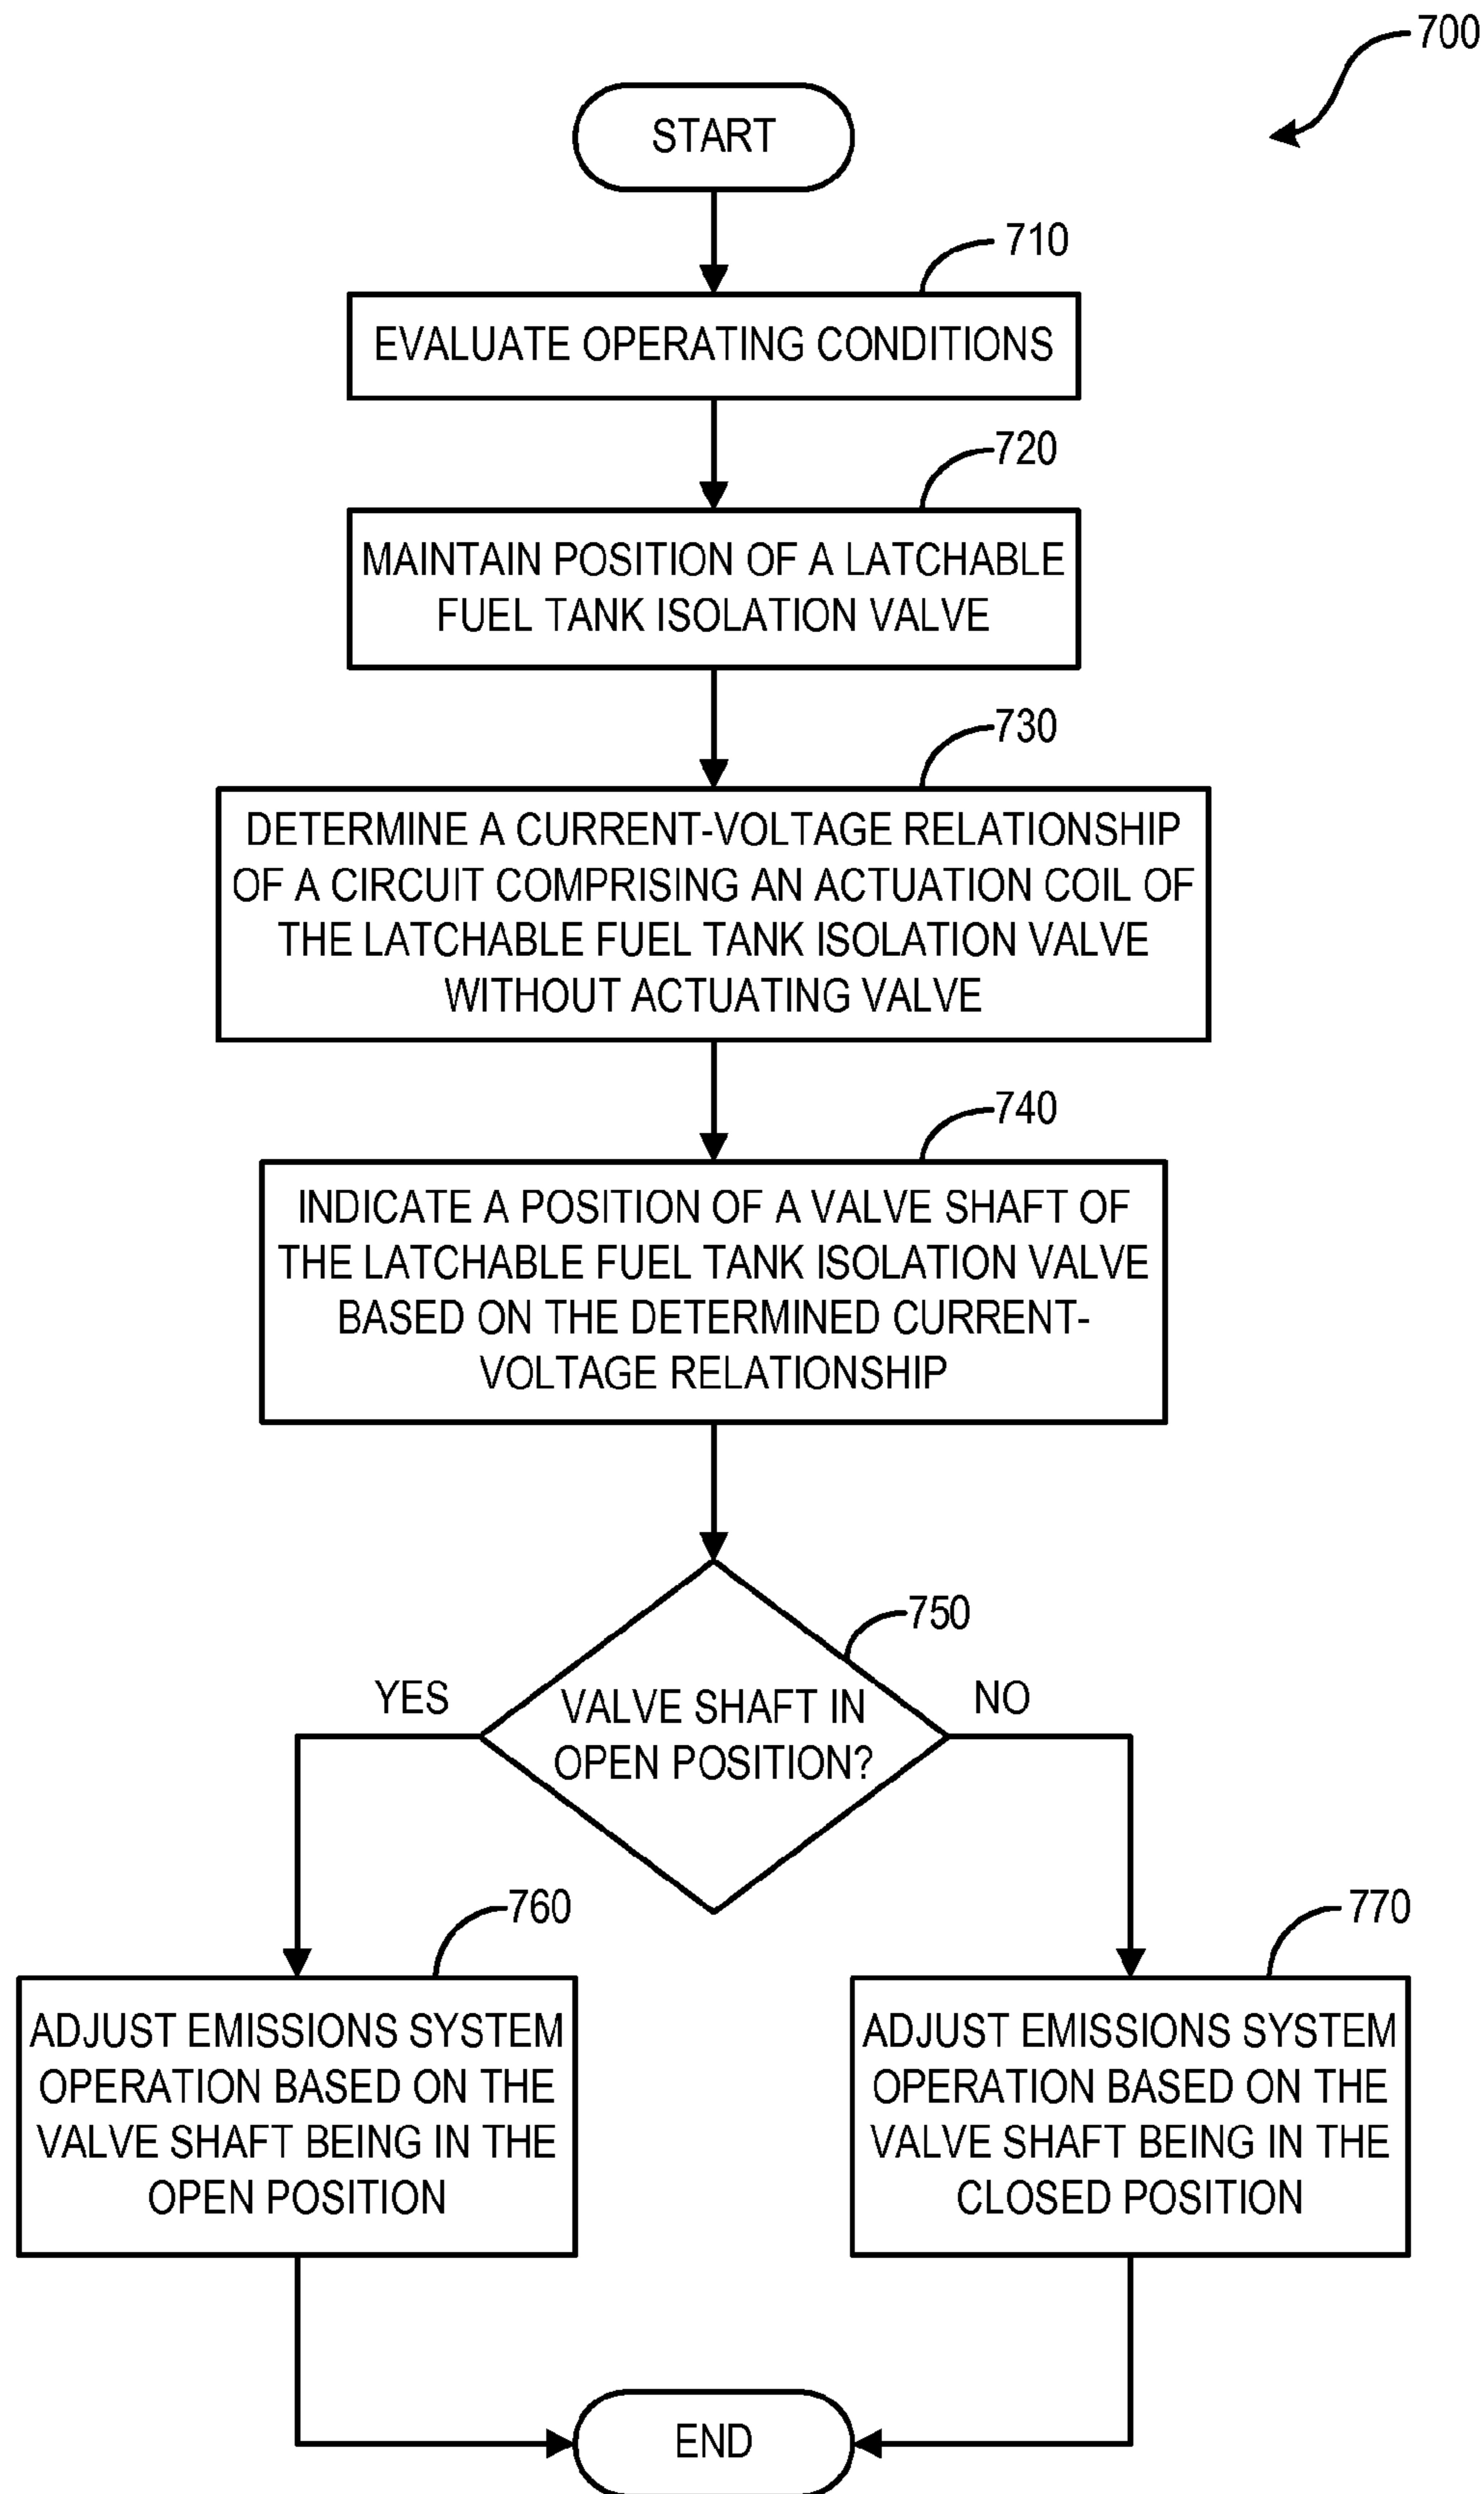 700
START
710
EVALUATE OPERATING CONDITIONS
720
MAINTAIN POSITION OF A LATCHABLE
FUEL TANK ISOLATION VALVE
730
DETERMINE A CURRENT-VOLTAGE RELATIONSHIP
OF A CIRCUIT COMPRISING AN ACTUATION COIL OF
THE LATCHABLE FUEL TANK ISOLATION VALVE
WITHOUT ACTUATING VALVE
740
INDICATE A POSITION OF A VALVE SHAFT OF
THE LATCHABLE FUEL TANK ISOLATION VALVE
BASED ON THE DETERMINED CURRENT-
VOLTAGE RELATIONSHIP
750
YES
VALVE SHAFT IN
OPEN POSITION?
NO
760
ADJUST EMISSIONS SYSTEM
OPERATION BASED ON THE
VALVE SHAFT BEING IN THE
OPEN POSITION
770
ADJUST EMISSIONS SYSTEM
OPERATION BASED ON THE
VALVE SHAFT BEING IN THE
CLOSED POSITION
END